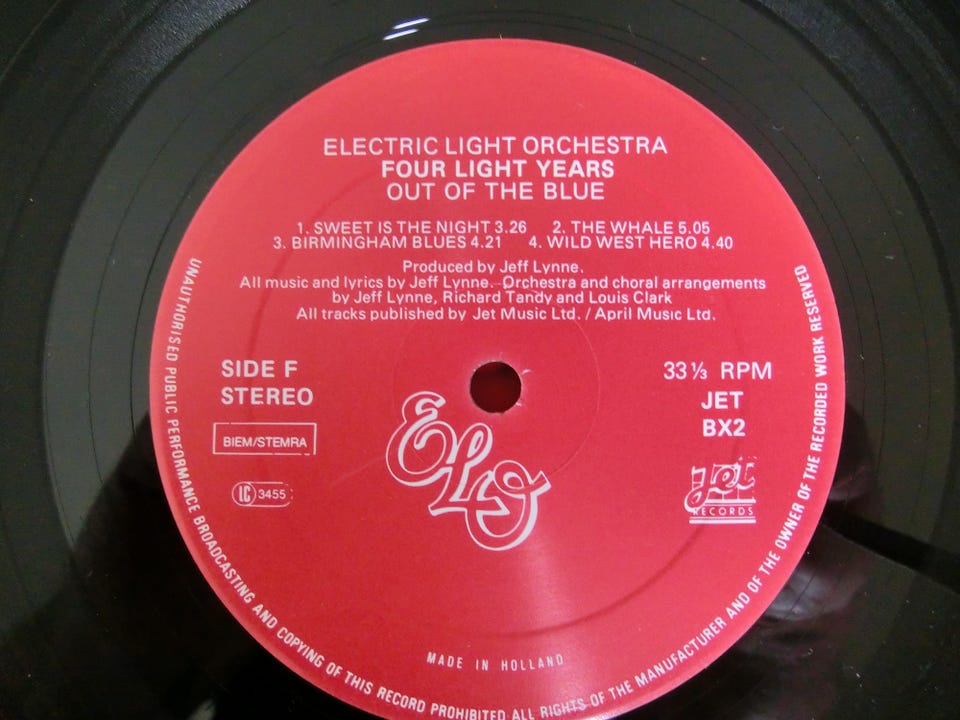 ELECTRIC LIGHT ORCHESTRA
FOUR LIGHT YEARS
OUT OF THE BLUE
1. SWEET IS THE NIGHT 3.26 2. THE WHALE 5.05
3. BIRMINGHAM BLUES 4.21 4. WILD WEST HERO 4.40
Produced by Jeff Lynne.
All music and lyrics by Jeff Lynne. Orchestra and choral arrangements
by Jeff Lynne, Richard Tandy and Louis Clark
All tracks published by Jet Music Ltd. / April Music Ltd.
SIDE F
STEREO
BIEM/STEMRA
LC 3455
33⅓ RPM
JET
BX2
ELO
Jet
RECORDS
MADE IN HOLLAND
UNAUTHORISED PUBLIC PERFORMANCE BROADCASTING AND COPYING OF THIS RECORD PROHIBITED ALL RIGHTS OF THE MANUFACTURER AND OF THE OWNER OF THE RECORDED WORK RESERVED